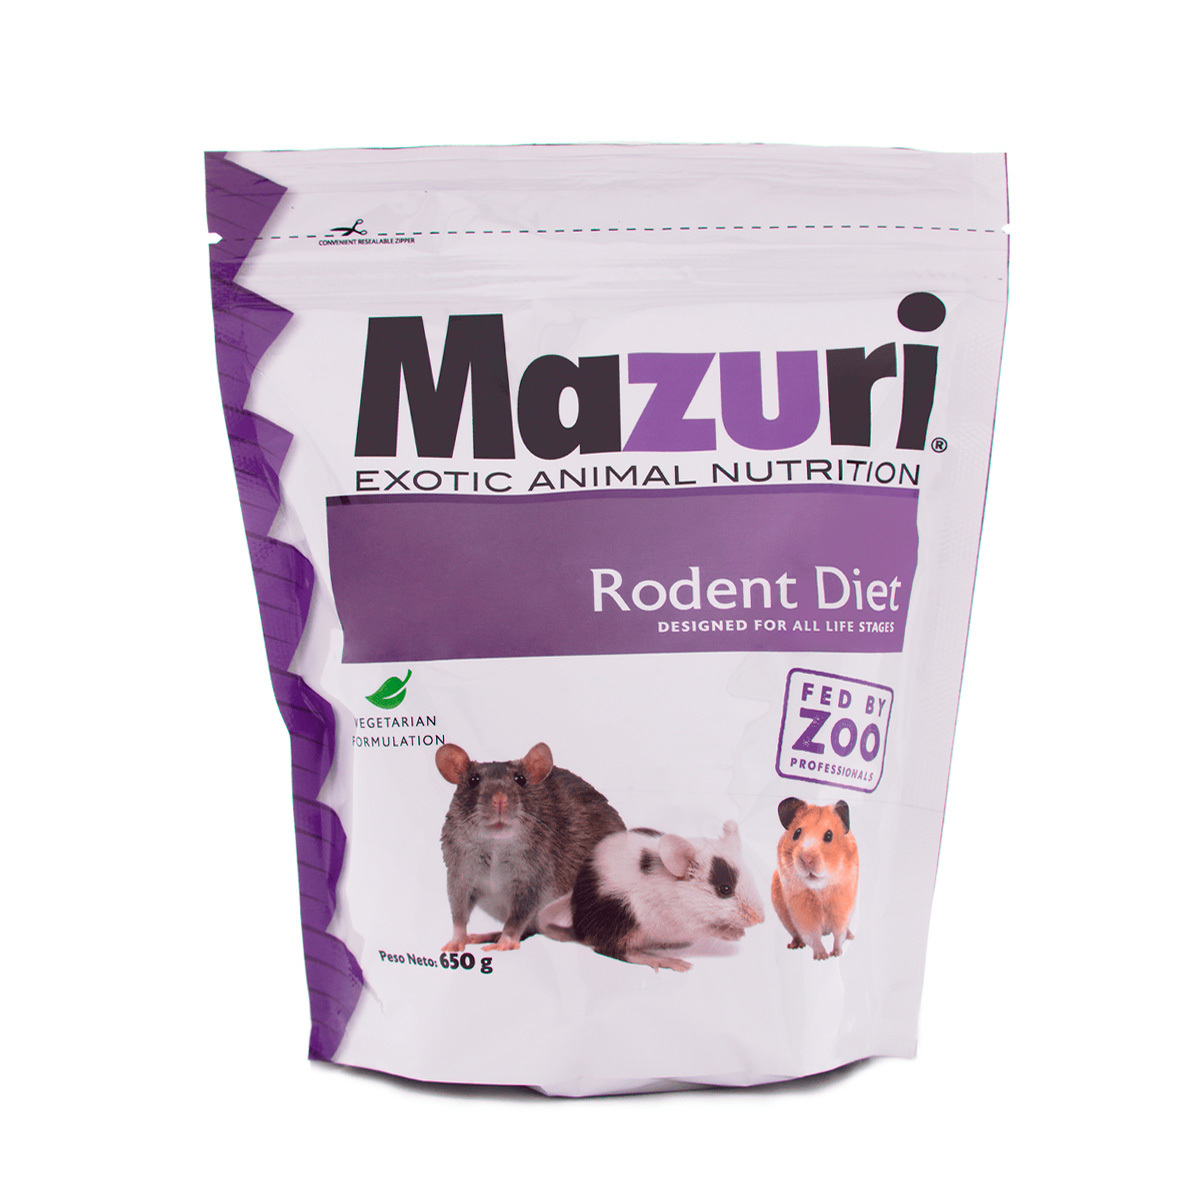 CONVENIENT RESEALABLE ZIPPER
Mazuri®
EXOTIC ANIMAL NUTRITION
Rodent Diet
DESIGNED FOR ALL LIFE STAGES
VEGETARIAN
FORMULATION
FED BY
ZOO
PROFESSIONALS
Peso Neto: 650 g